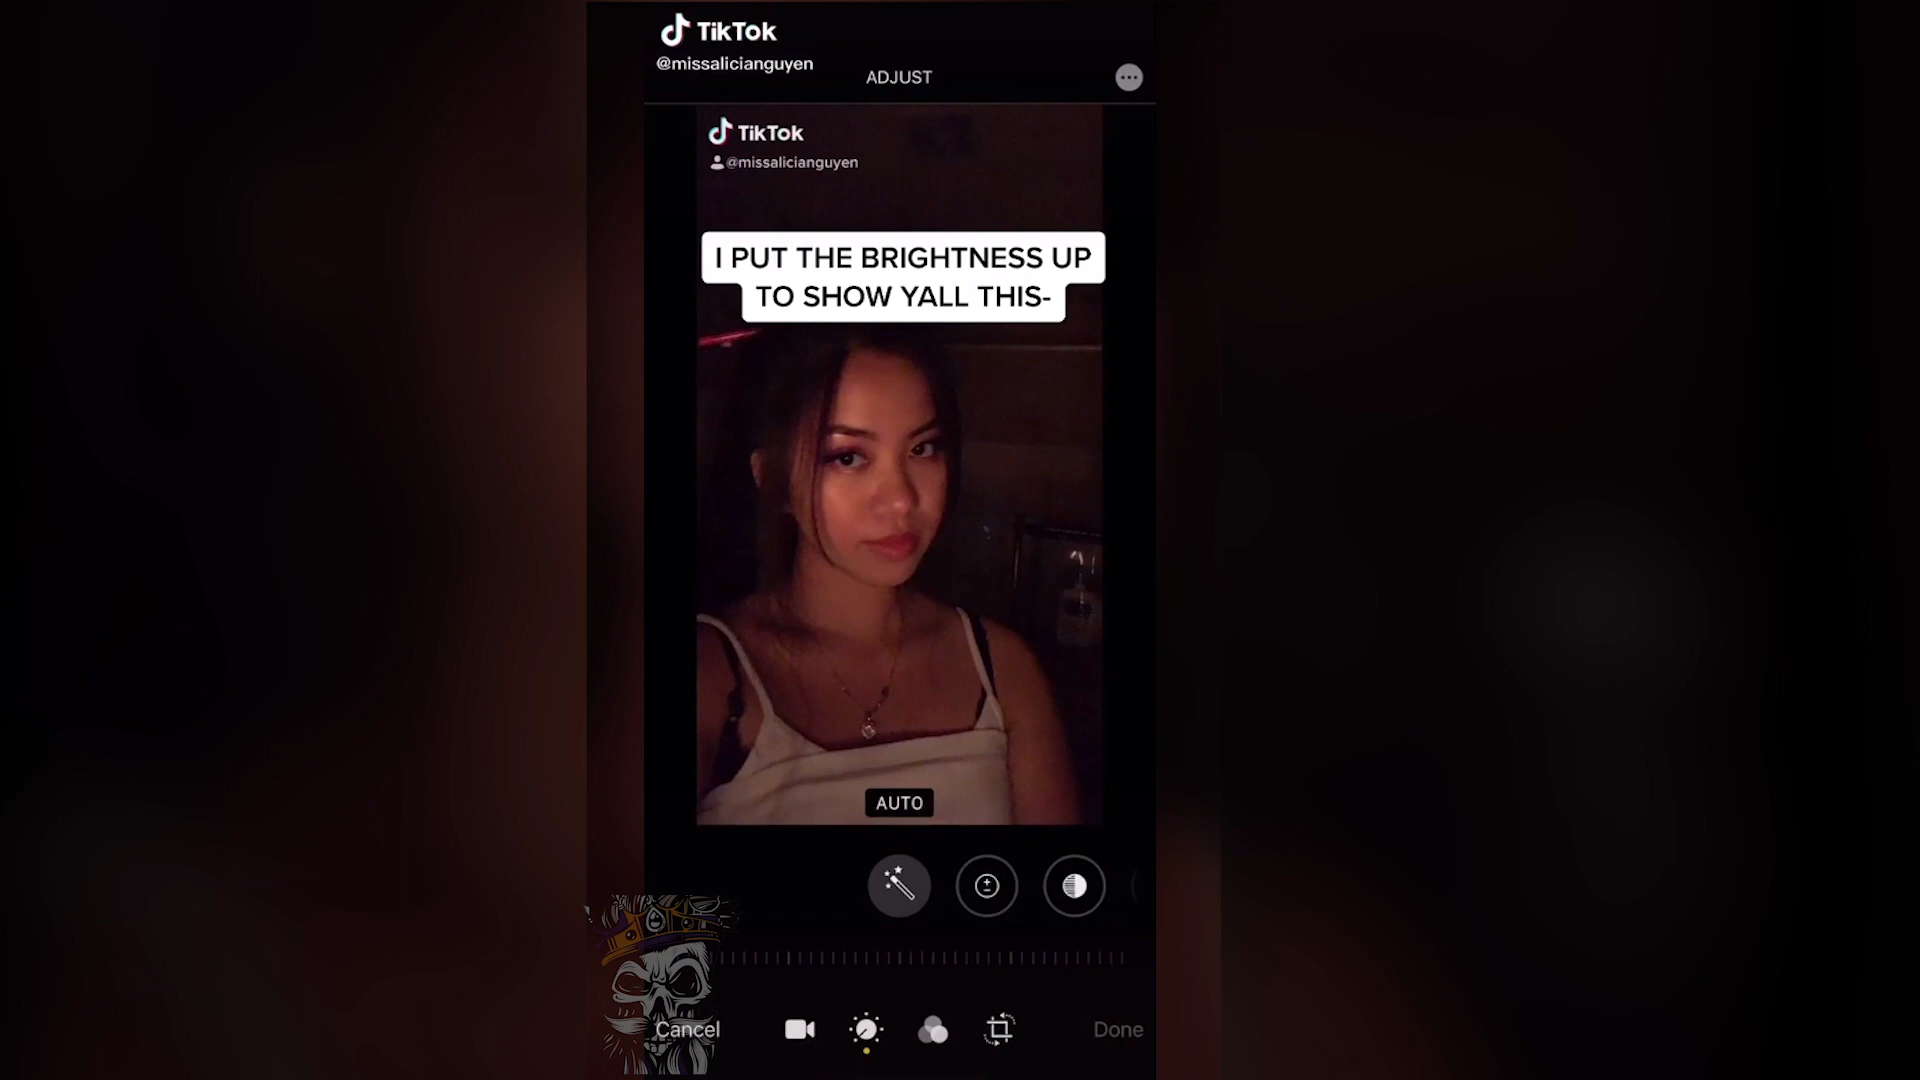 TikTok
@missalicianguyen
ADJUST
TikTok
@missalicianguyen
I PUT THE BRIGHTNESS UP
TO SHOW YALL THIS-
AUTO
Cancel
Done